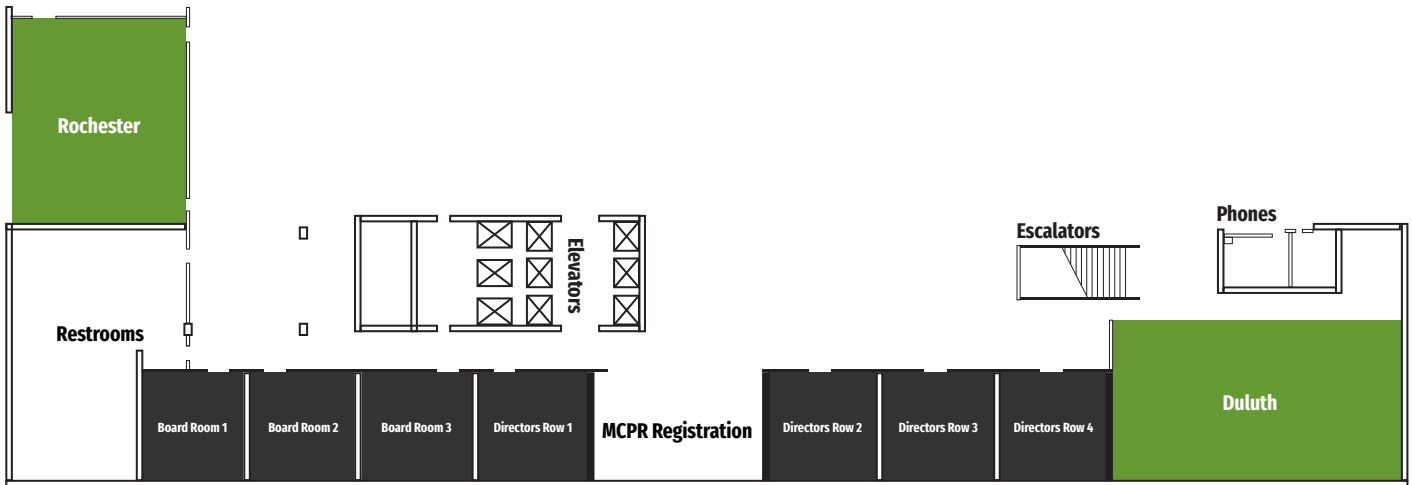 Rochester
Phones
Escalators
Elevators
Restrooms
Duluth
Board Room 1
Board Room 2
Board Room 3
Directors Row 1
MCPR Registration
Directors Row 2
Directors Row 3
Directors Row 4